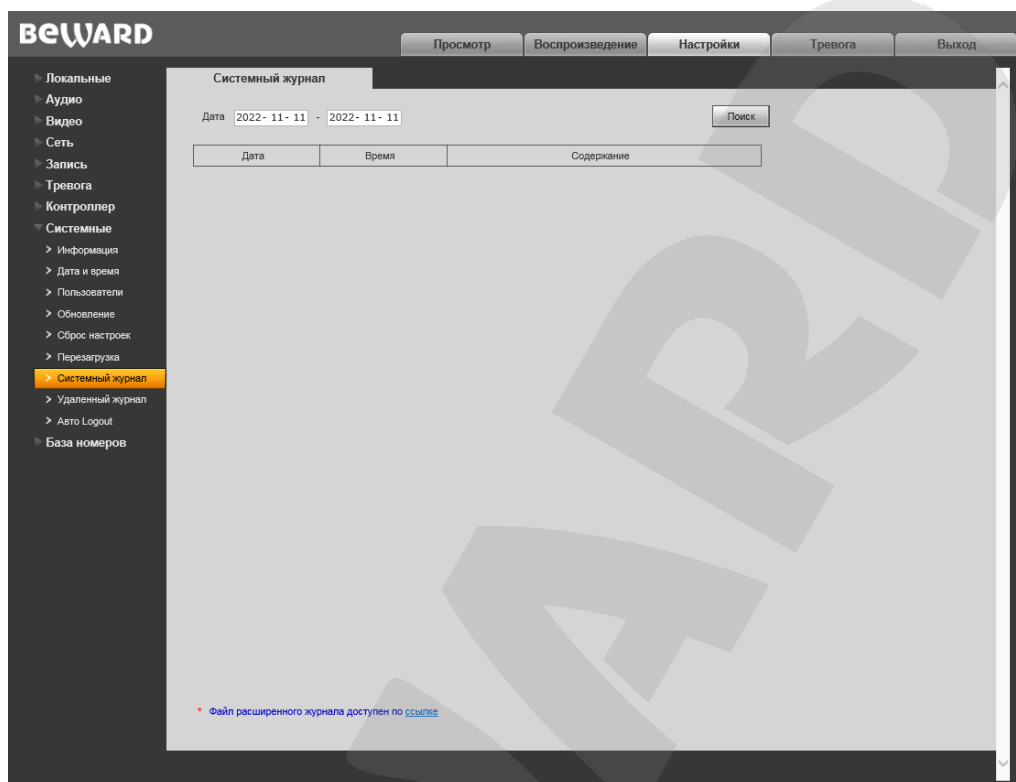 BEWARD
Просмотр Воспроизведение Настройки Тревога Выход
Локальные
Аудио
Видео
Сеть
Запись
Тревога
Контроллер
Системные
Информация
Дата и время
Пользователи
Обновление
Сброс настроек
Перезагрузка
Системный журнал
Удаленный журнал
Авто Logout
База номеров
Системный журнал
Дата 2022- 11- 11 - 2022- 11- 11 Поиск
Дата Время Содержание
* Файл расширенного журнала доступен по ссылке
ARD